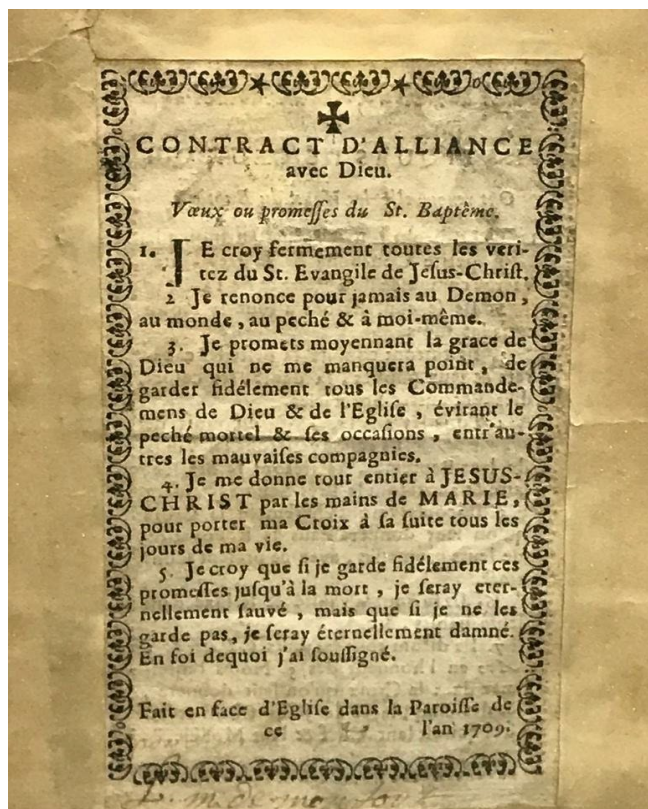 CONTRACT D'ALLIANCE
avec Dieu.
Vœux ou promeſſes du St. Baptême.
1. JE croy fermement toutes les veri-
tez du St. Evangile de Jeſus-Chriſt.
2 Je renonce pour jamais au Demon,
au monde, au peché & à moi-même.
3. Je promets moyennant la grace de
Dieu qui ne me manquera point, de
garder fidélement tous les Commande-
mens de Dieu & de l'Egliſe, évitant le
peché mortel & ſes occaſions, entr'au-
tres les mauvaiſes compagnies.
4. Je me donne tout entier à JESUS-
CHRIST par les mains de MARIE,
pour porter ma Croix à ſa ſuite tous les
jours de ma vie.
5. Je croy que ſi je garde fidélement ces
promeſſes juſqu'à la mort, je ſeray eter-
nellement ſauvé, mais que ſi je ne les
garde pas, je ſeray éternellement damné.
En foi dequoi j'ai ſouſſigné.
Fait en face d'Egliſe dans la Paroiſſe de
ce l'an 1709.